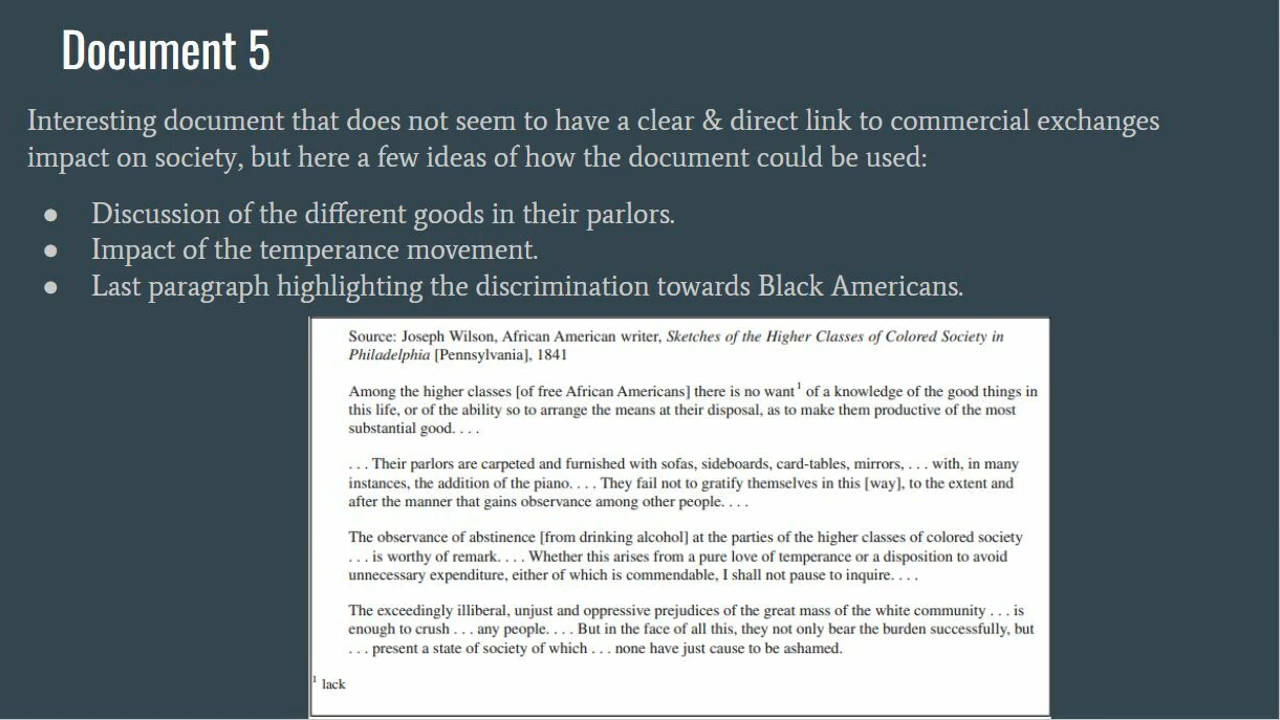 Document 5
Interesting document that does not seem to have a clear & direct link to commercial exchanges
impact on society, but here a few ideas of how the document could be used:
● Discussion of the different goods in their parlors.
● Impact of the temperance movement.
● Last paragraph highlighting the discrimination towards Black Americans.
Source: Joseph Wilson, African American writer, Sketches of the Higher Classes of Colored Society in
Philadelphia [Pennsylvania], 1841
Among the higher classes [of free African Americans] there is no want¹ of a knowledge of the good things in
this life, or of the ability so to arrange the means at their disposal, as to make them productive of the most
substantial good. . . .
. . . Their parlors are carpeted and furnished with sofas, sideboards, card-tables, mirrors, . . . with, in many
instances, the addition of the piano. . . . They fail not to gratify themselves in this [way], to the extent and
after the manner that gains observance among other people. . . .
The observance of abstinence [from drinking alcohol] at the parties of the higher classes of colored society
. . . is worthy of remark. . . . Whether this arises from a pure love of temperance or a disposition to avoid
unnecessary expenditure, either of which is commendable, I shall not pause to inquire. . . .
The exceedingly illiberal, unjust and oppressive prejudices of the great mass of the white community . . . is
enough to crush . . . any people. . . . But in the face of all this, they not only bear the burden successfully, but
. . . present a state of society of which . . . none have just cause to be ashamed.
¹ lack